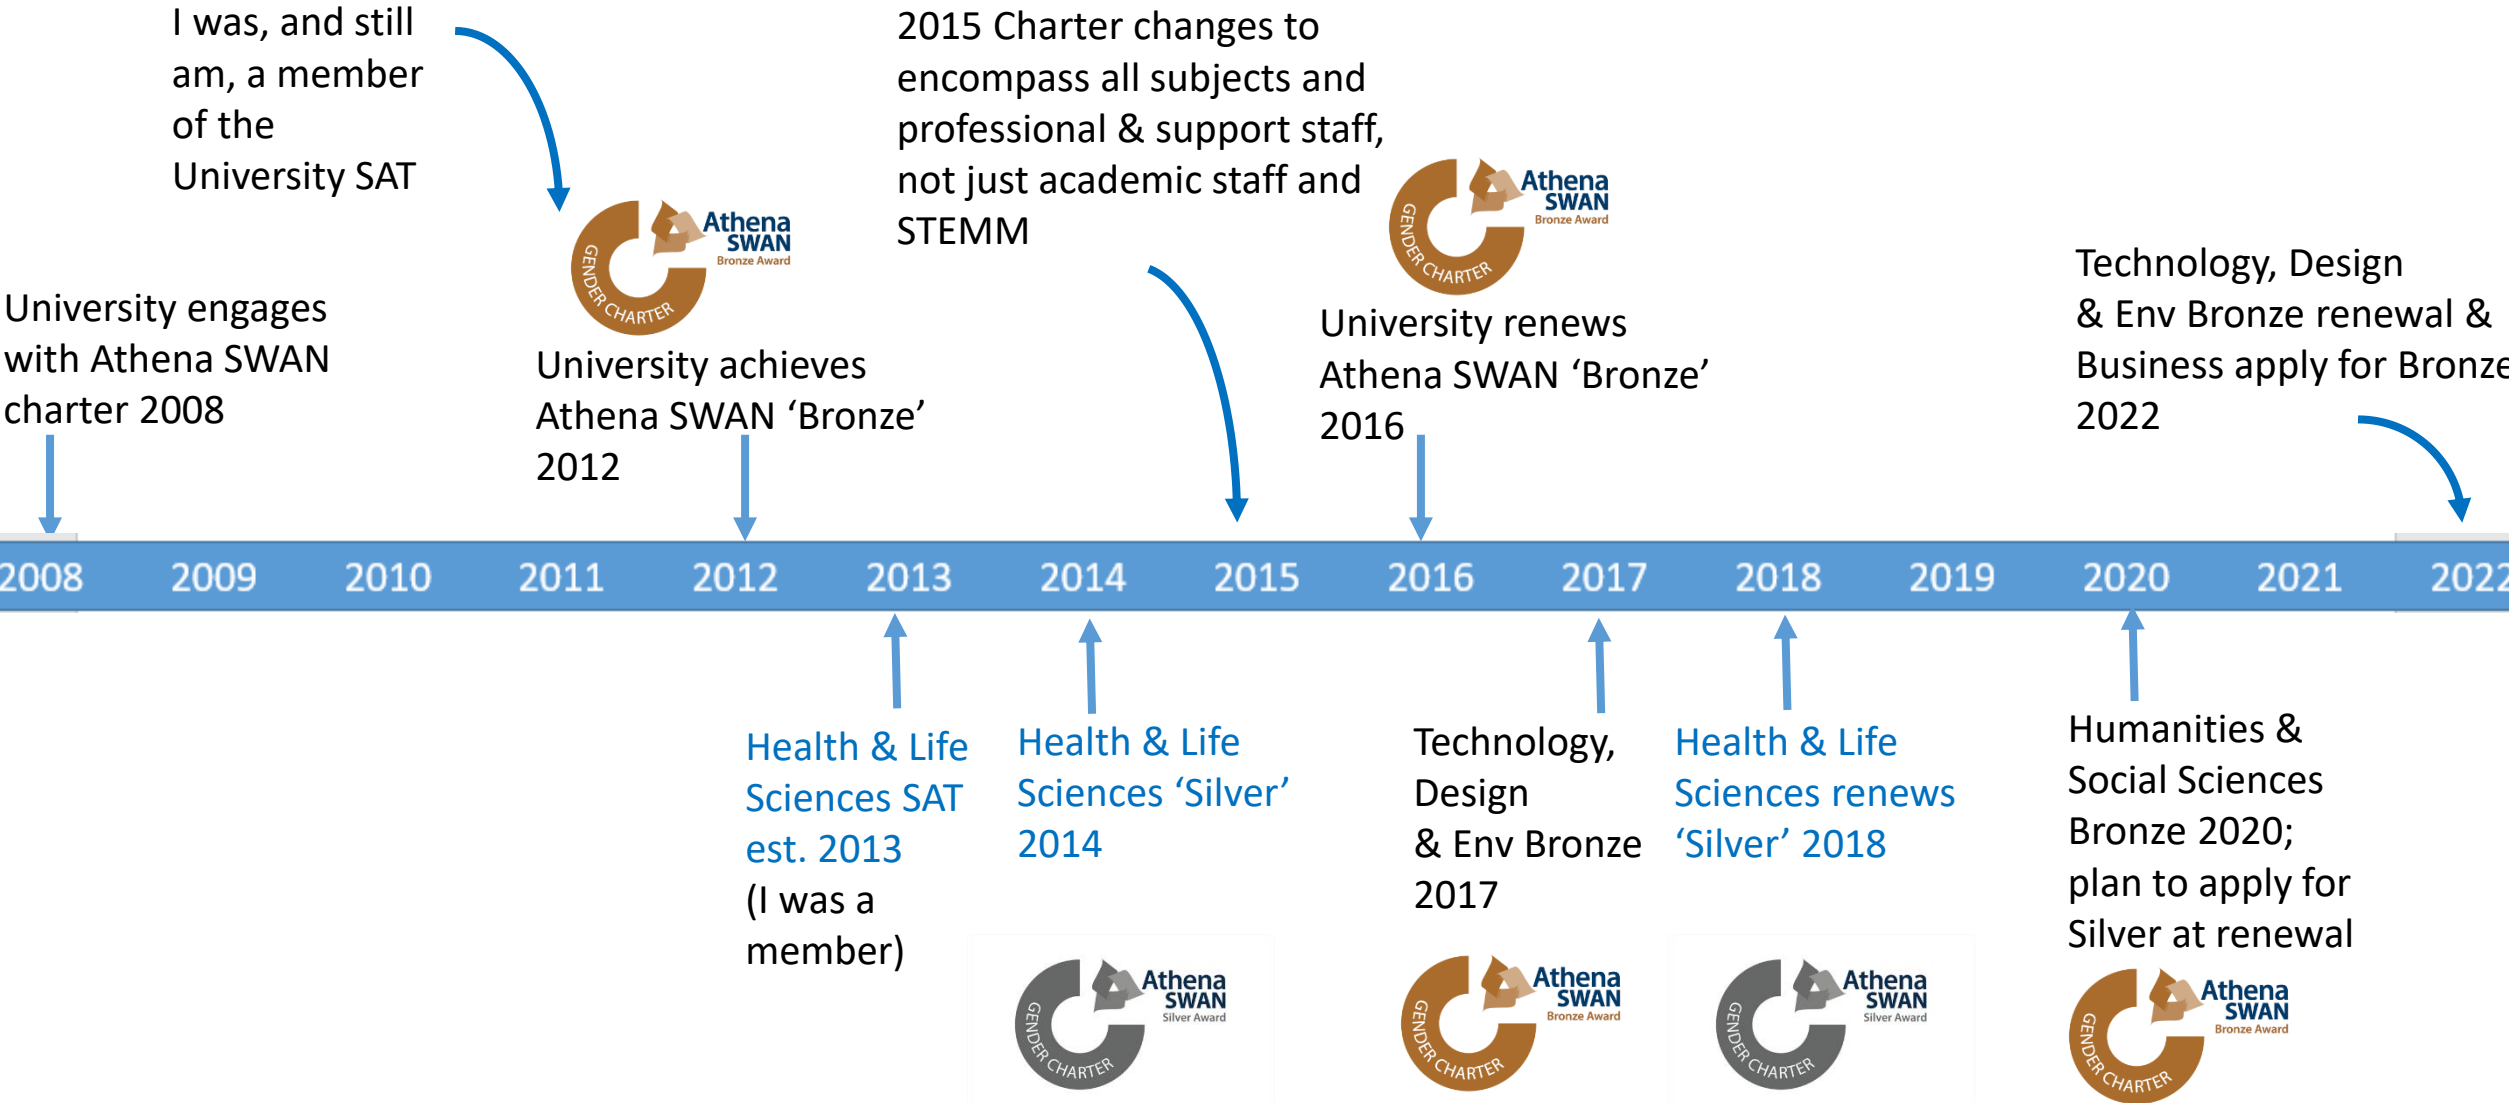 I was, and still
am, a member
of the
University SAT
2015 Charter changes to
encompass all subjects and
professional & support staff,
not just academic staff and
STEMM
University engages
with Athena SWAN
charter 2008
Athena
SWAN
Bronze Award
GENDER CHARTER
University achieves
Athena SWAN ‘Bronze’
2012
Athena
SWAN
Bronze Award
GENDER CHARTER
University renews
Athena SWAN ‘Bronze’
2016
Technology, Design
& Env Bronze renewal &
Business apply for Bronze
2022
2008 2009 2010 2011 2012 2013 2014 2015 2016 2017 2018 2019 2020 2021 2022
Health & Life
Sciences SAT
est. 2013
(I was a
member)
Health & Life
Sciences ‘Silver’
2014
Athena
SWAN
Silver Award
GENDER CHARTER
Technology,
Design
& Env Bronze
2017
Athena
SWAN
Bronze Award
GENDER CHARTER
Health & Life
Sciences renews
‘Silver’ 2018
Athena
SWAN
Silver Award
GENDER CHARTER
Humanities &
Social Sciences
Bronze 2020;
plan to apply for
Silver at renewal
Athena
SWAN
Bronze Award
GENDER CHARTER